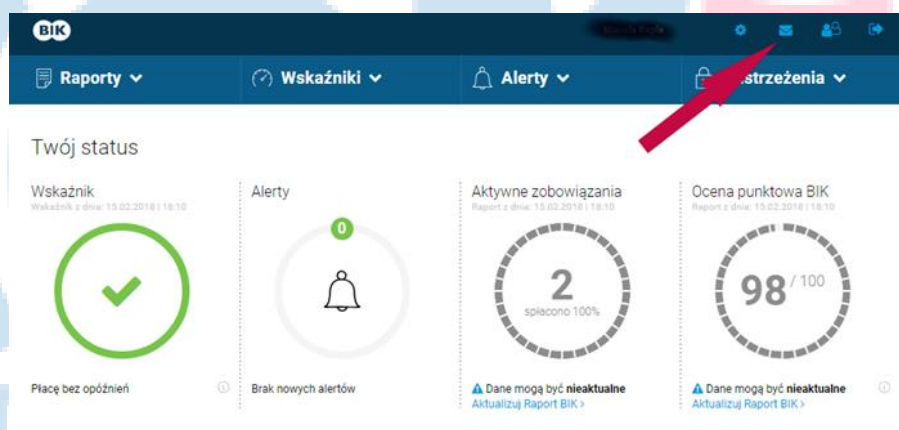 BIK
Raporty
Wskaźniki
Alerty
strzeżenia
Twój status
Wskaźnik
Wskaźnik z dnia: 15.02.2018 | 18:10
Płacę bez opóźnień
Alerty
0
Brak nowych alertów
Aktywne zobowiązania
Raport z dnia: 15.02.2018 | 18:10
2
spłacono 100%
Dane mogą być nieaktualne
Aktualizuj Raport BIK >
Ocena punktowa BIK
Raport z dnia: 15.02.2018 | 18:10
98 / 100
Dane mogą być nieaktualne
Aktualizuj Raport BIK >